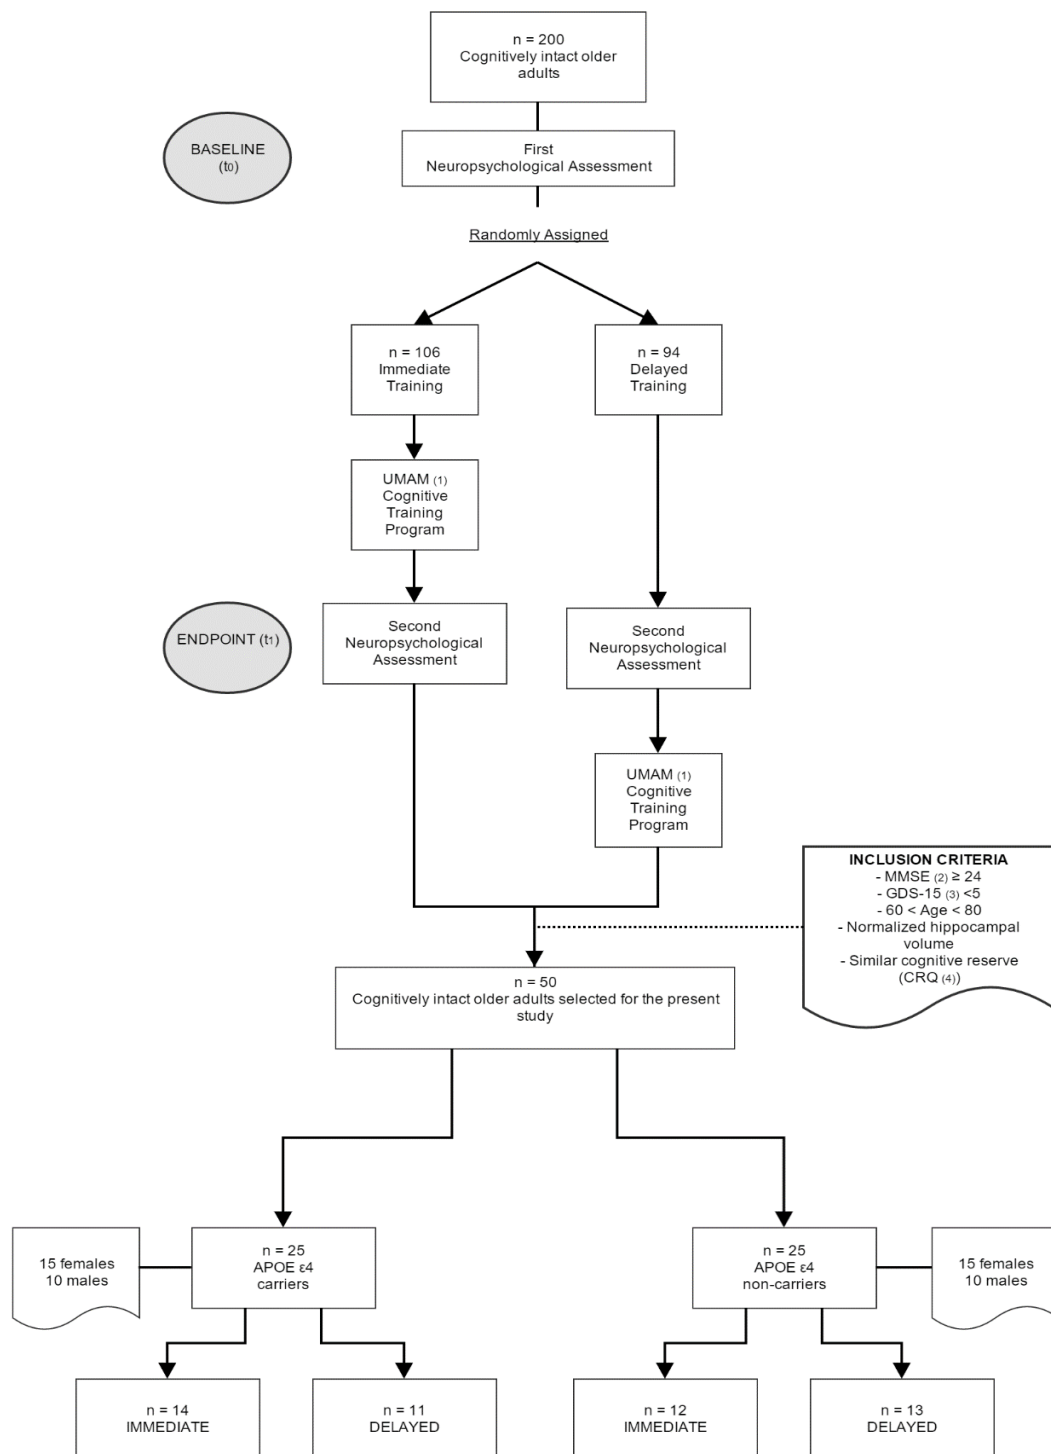 n = 200
Cognitively intact older
adults
BASELINE
(t0)
First
Neuropsychological Assessment
Randomly Assigned
n = 106
Immediate
Training
n = 94
Delayed
Training
UMAM (1)
Cognitive
Training
Program
ENDPOINT (t1)
Second
Neuropsychological
Assessment
Second
Neuropsychological
Assessment
UMAM (1)
Cognitive
Training
Program
INCLUSION CRITERIA
- MMSE (2) ≥ 24
- GDS-15 (3) <5
- 60 < Age < 80
- Normalized hippocampal
volume
- Similar cognitive reserve
(CRQ (4))
n = 50
Cognitively intact older adults selected for the present
study
15 females
10 males
n = 25
APOE ε4
carriers
n = 25
APOE ε4
non-carriers
15 females
10 males
n = 14
IMMEDIATE
n = 11
DELAYED
n = 12
IMMEDIATE
n = 13
DELAYED